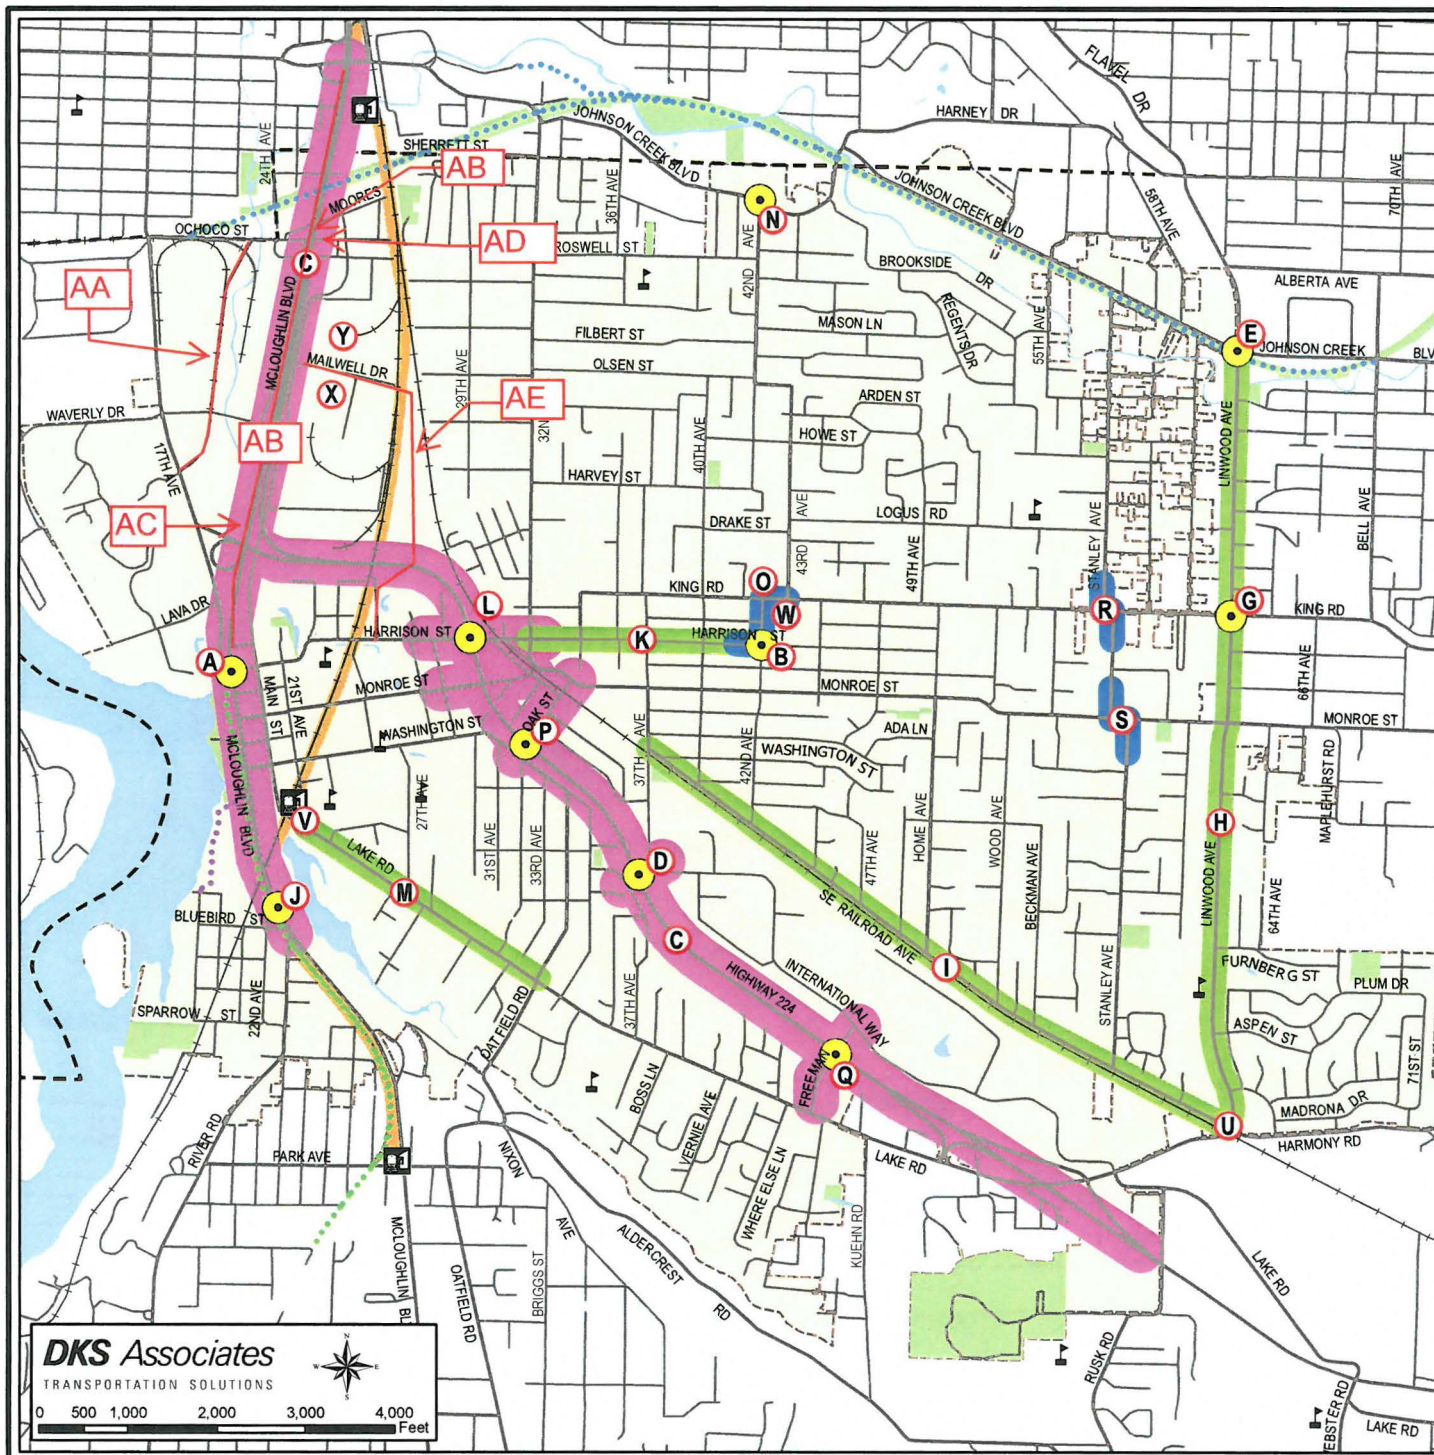 FLAVEL DR
HARNEY DR
JOHNSON CREEK BLVD
24TH AVE
SHERRETT ST
AB
MOORES
36TH AVE
JOHNSON CREEK BLVD
58TH AVE
70TH AVE
N
OCHOCO ST
AD
ROSWELL ST
42ND AVE
BROOKSIDE DR
C
AA
ALBERTA AVE
MCLOUGHLIN BLVD
REGENTS DR
55TH AVE
Y
FILBERT ST
MASON LN
E
JOHNSON CREEK BLV
MAILWELL DR
OLSEN ST
29TH AVE
X
AE
ARDEN ST
WAVERLY DR
32N
40TH AVE
HOWE ST
LINWOOD AVE
AB
17TH AVE
HARVEY ST
AC
DRAKE ST
43RD AVE
LOGUS RD
49TH AVE
STANLEY AVE
BELL AVE
LAVA DR
L
KING RD
O
W
R
G
KING RD
HARRISON ST
K
HARRISON ST
B
A
MAIN ST
21ST AVE
MONROE ST
MONROE ST
66TH AVE
WASHINGTON ST
OAK ST
P
37TH AVE
42ND AVE
WASHINGTON ST
ADA LN
S
MONROE ST
MCLOUGHLIN BLVD
27TH AVE
V
LAKE RD
31ST AVE
33RD AVE
D
47TH AVE
HOME AVE
WOOD AVE
BECKMAN AVE
H
MAPLEHURST RD
M
J
BLUEBIRD ST
C
SE RAILROAD AVE
I
LINWOOD AVE
64TH AVE
HIGHWAY 224
INTERNATIONAL WAY
FURNBERG ST
PLUM DR
22ND AVE
SPARROW ST
OATFIELD RD
37TH AVE
STANLEY AVE
ASPEN ST
71ST ST
FREEMAN
Q
BOSS LN
VERNIE AVE
MADRONA DR
U
HARMONY RD
RIVER RD
PARK AVE
NIXON AVE
WHERE ELSE LN
LAKE RD
KUEHN RD
MCLOUGHLIN BL
OATFIELD RD
BRIGGS ST
ALDERCREST RD
LAKE RD
DKS Associates
TRANSPORTATION SOLUTIONS
N
W E
S
0 500 1,000 2,000 3,000 4,000
Feet
RUSK RD
WEBSTER RD
LAKE RD